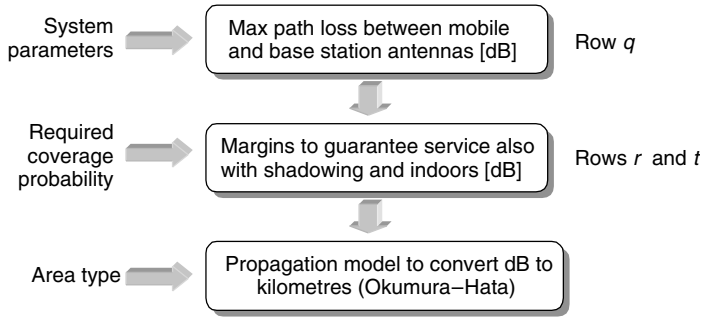 System
parameters
Max path loss between mobile
and base station antennas [dB]
Row q
Required
coverage
probability
Margins to guarantee service also
with shadowing and indoors [dB]
Rows r and t
Area type
Propagation model to convert dB to
kilometres (Okumura–Hata)